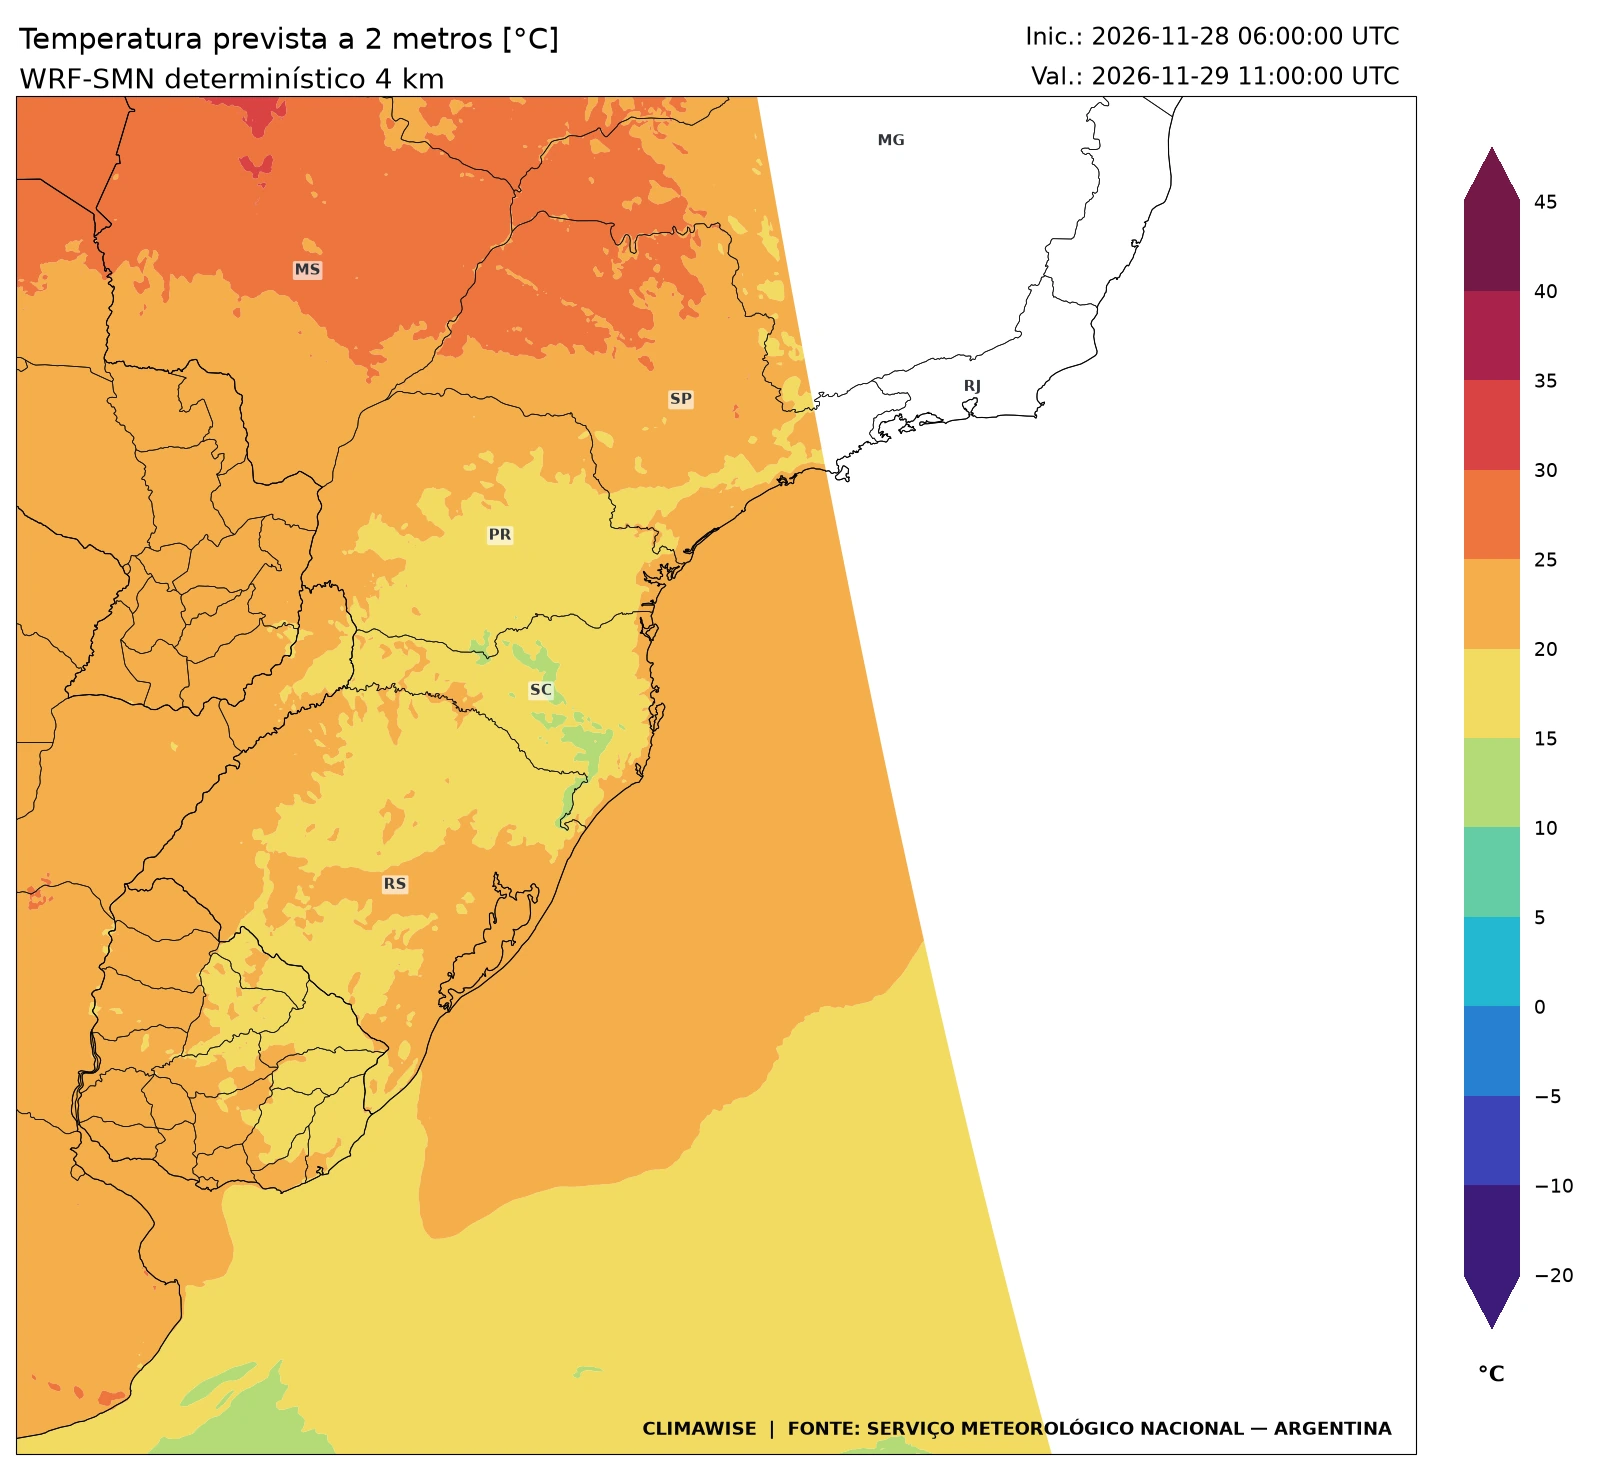 Temperatura prevista a 2 metros [°C]
WRF-SMN determinístico 4 km
Inic.: 2026-11-28 06:00:00 UTC
Val.: 2026-11-29 11:00:00 UTC
MG
MS
RJ
SP
PR
SC
RS
45
40
35
30
25
20
15
10
5
0
−5
−10
−20
°C
CLIMAWISE | FONTE: SERVIÇO METEOROLÓGICO NACIONAL — ARGENTINA